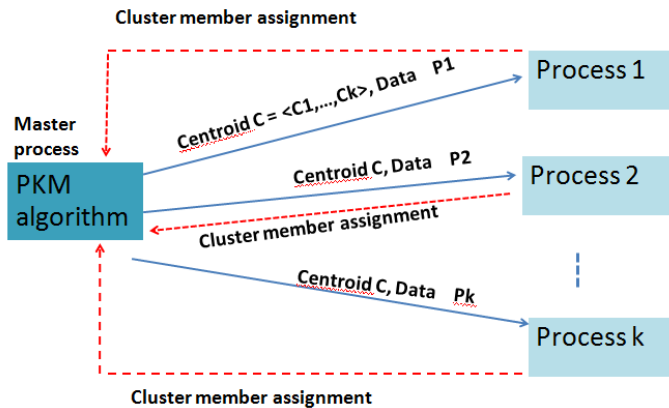 Cluster member assignment
Process 1
Centroid C = <C1,...,Ck>, Data P1
Master
process
PKM
algorithm
Centroid C, Data P2
Process 2
Cluster member assignment
Centroid C, Data Pk
Process k
Cluster member assignment